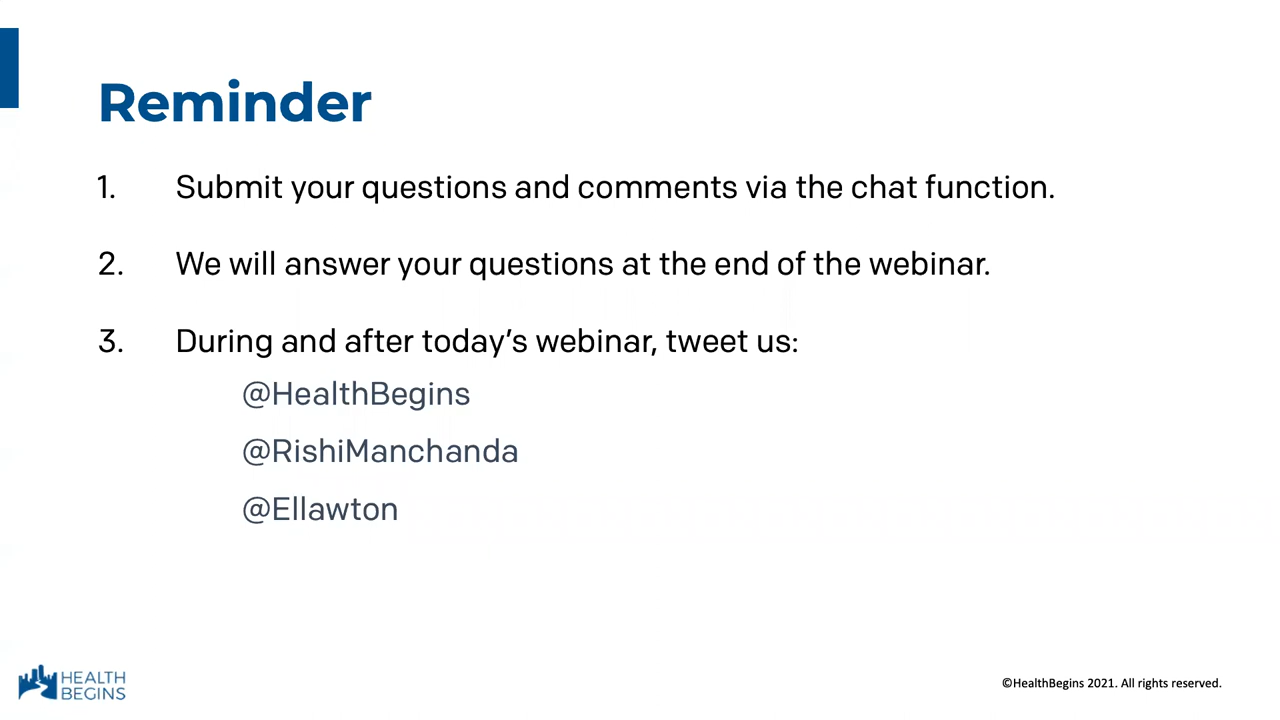 Reminder
1. Submit your questions and comments via the chat function.
2. We will answer your questions at the end of the webinar.
3. During and after today's webinar, tweet us:
@HealthBegins
@RishiManchanda
@Ellawton
HEALTH
BEGINS
©HealthBegins 2021. All rights reserved.